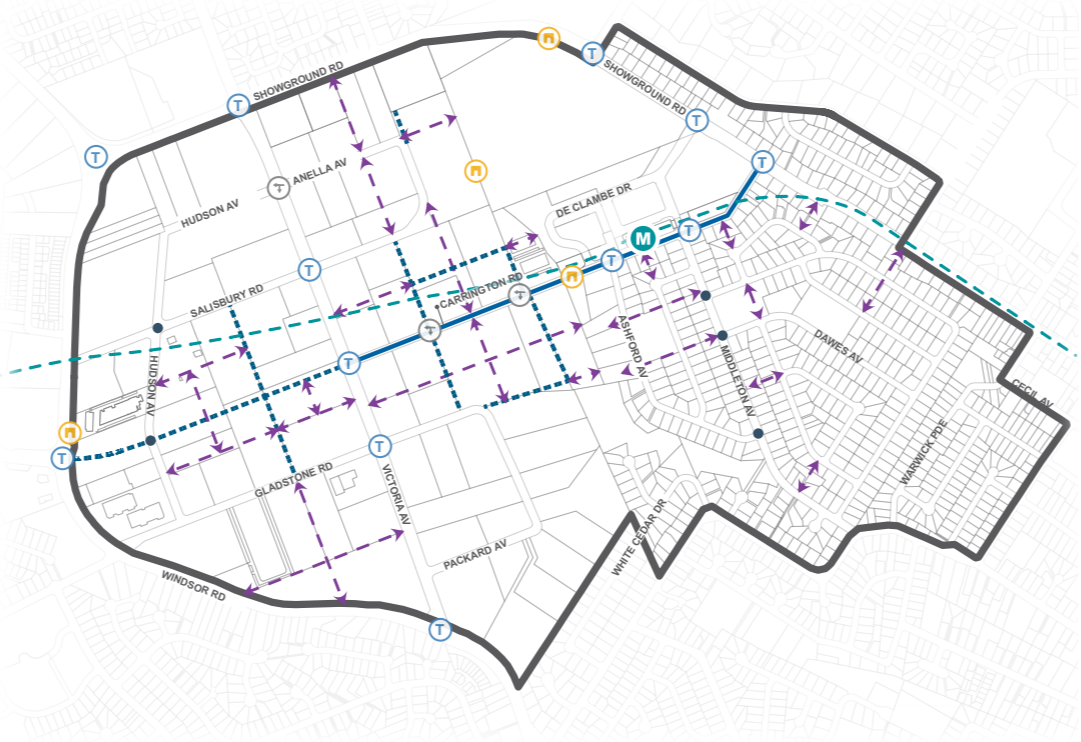 T
SHOWGROUND RD
T
SHOWGROUND RD
T
T
T
ANELLA AV
T
HUDSON AV
DE CLAMBE DR
T
M
T
T
CARRINGTON RD
SALISBURY RD
ASHFORD AV
DAWES AV
HUDSON AV
T
MIDDLETON AV
CECIL AV
T
WARWICK PDE
T
GLADSTONE RD
VICTORIA AV
PACKARD AV
WHITE CEDAR DR
WINDSOR RD
T